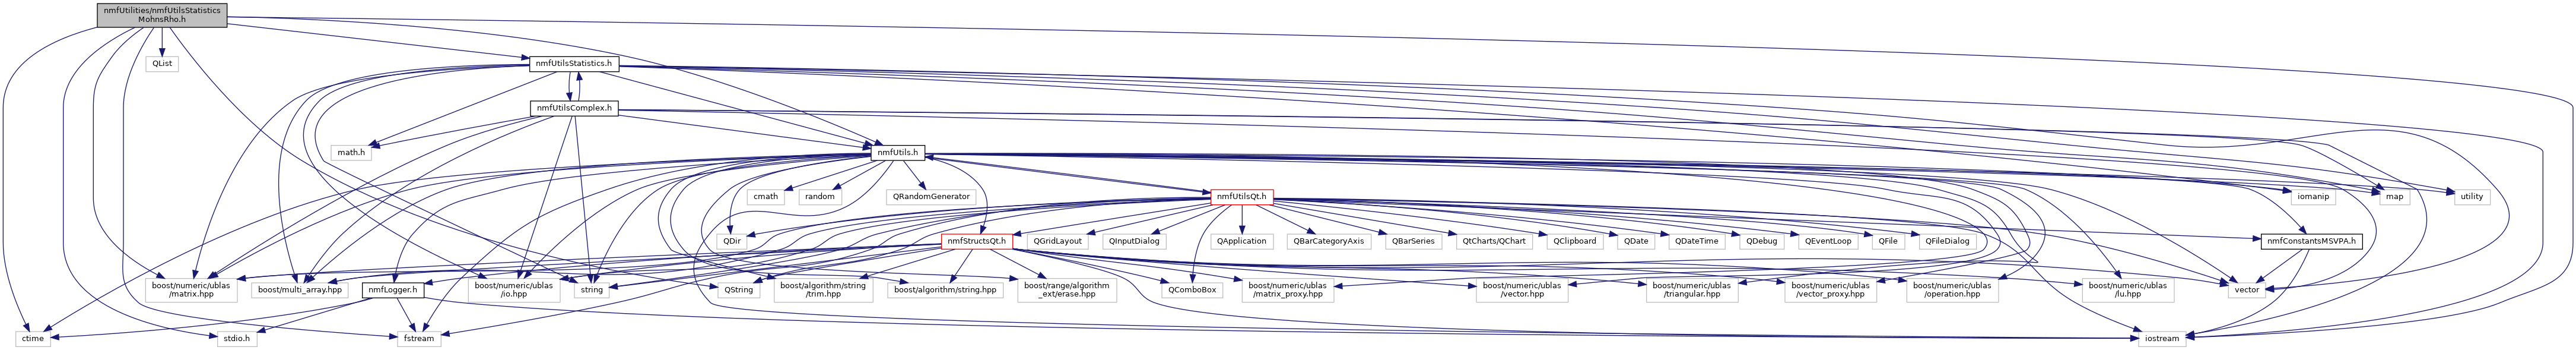 nmfUtilities/nmfUtilsStatistics
MohnsRho.h
QList
nmfUtilsStatistics.h
nmfUtilsComplex.h
math.h
nmfUtils.h
cmath
random
QRandomGenerator
nmfUtilsQt.h
iomanip
map
utility
QDir
nmfStructsQt.h
QGridLayout
QInputDialog
QApplication
QBarCategoryAxis
QBarSeries
QtCharts/QChart
QClipboard
QDate
QDateTime
QDebug
QEventLoop
QFile
QFileDialog
nmfConstantsMSVPA.h
boost/numeric/ublas
/matrix.hpp
boost/multi_array.hpp
nmfLogger.h
boost/numeric/ublas
/io.hpp
string
QString
boost/algorithm/string
/trim.hpp
boost/algorithm/string.hpp
boost/range/algorithm
_ext/erase.hpp
QComboBox
boost/numeric/ublas
/matrix_proxy.hpp
boost/numeric/ublas
/vector.hpp
boost/numeric/ublas
/triangular.hpp
boost/numeric/ublas
/vector_proxy.hpp
boost/numeric/ublas
/operation.hpp
boost/numeric/ublas
/lu.hpp
vector
ctime
stdio.h
fstream
iostream